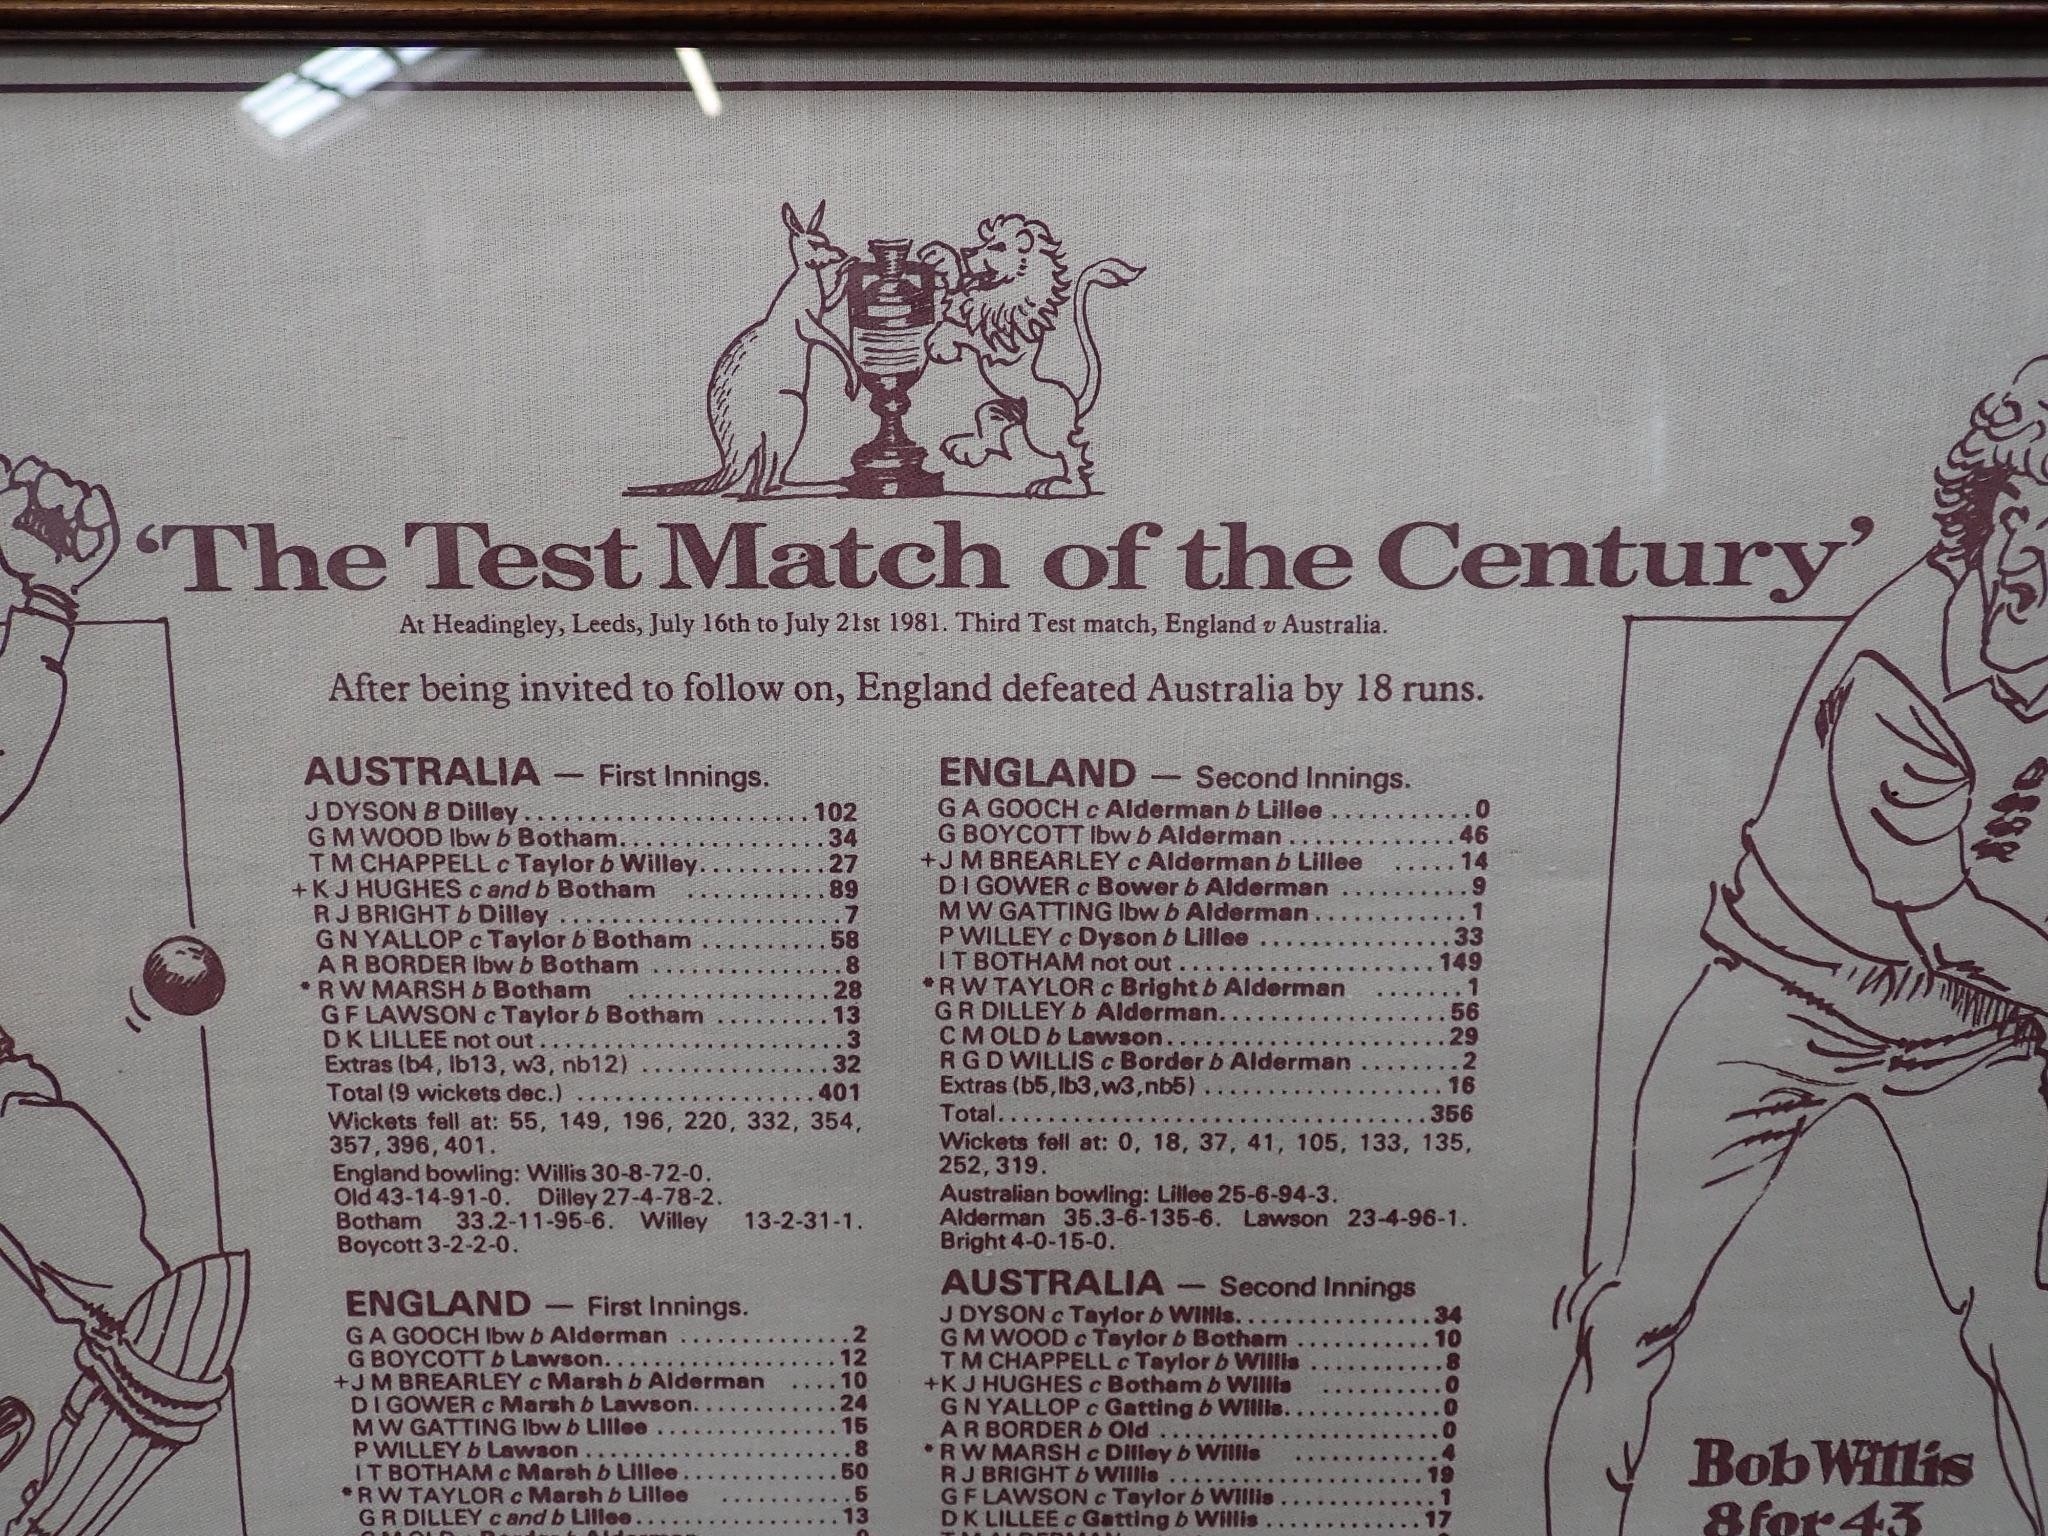 ‘The Test Match of the Century’
At Headingley, Leeds, July 16th to July 21st 1981. Third Test match, England v Australia.
After being invited to follow on, England defeated Australia by 18 runs.
AUSTRALIA — First Innings.
J DYSON B Dilley....................102
G M WOOD lbw b Botham................34
T M CHAPPELL c Taylor b Willey..........27
+K J HUGHES c and b Botham ...........89
R J BRIGHT b Dilley ....................7
G N YALLOP c Taylor b Botham ..........58
A R BORDER lbw b Botham ..............8
*R W MARSH b Botham ................28
G F LAWSON c Taylor b Botham .........13
D K LILLEE not out......................3
Extras (b4, lb13, w3, nb12) ..............32
Total (9 wickets dec.) .................401
Wickets fell at: 55, 149, 196, 220, 332, 354,
357, 396, 401.
England bowling: Willis 30-8-72-0.
Old 43-14-91-0. Dilley 27-4-78-2.
Botham 33.2-11-95-6. Willey 13-2-31-1.
Boycott 3-2-2-0.
ENGLAND — First Innings.
G A GOOCH lbw b Alderman ............2
G BOYCOTT b Lawson.................12
+J M BREARLEY c Marsh b Alderman ....10
D I GOWER c Marsh b Lawson..........24
M W GATTING lbw b Lillee .............15
P WILLEY b Lawson ...................8
I T BOTHAM c Marsh b Lillee............50
*R W TAYLOR c Marsh b Lillee .........5
G R DILLEY c and b Lillee...............13
ENGLAND — Second Innings.
G A GOOCH c Alderman b Lillee ...........0
G BOYCOTT lbw b Alderman .............46
+J M BREARLEY c Alderman b Lillee .....14
D I GOWER c Bower b Alderman ..........9
M W GATTING lbw b Alderman............1
P WILLEY c Dyson b Lillee ...............33
I T BOTHAM not out....................149
*R W TAYLOR c Bright b Alderman .......1
G R DILLEY b Alderman.................56
C M OLD b Lawson.....................29
R G D WILLIS c Border b Alderman ........2
Extras (b5,lb3,w3,nb5) .................16
Total...............................356
Wickets fell at: 0, 18, 37, 41, 105, 133, 135,
252, 319.
Australian bowling: Lillee 25-6-94-3.
Alderman 35.3-6-135-6. Lawson 23-4-96-1.
Bright 4-0-15-0.
AUSTRALIA — Second Innings
J DYSON c Taylor b Willis................34
G M WOOD c Taylor b Botham ...........10
T M CHAPPELL c Taylor b Willis ..........8
+K J HUGHES c Botham b Willis .........0
G N YALLOP c Gatting b Willis............0
A R BORDER b Old ....................0
*R W MARSH c Dilley b Willis ..........4
R J BRIGHT b Willis ...................19
G F LAWSON c Taylor b Willis ............1
D K LILLEE c Gatting b Willis ............17
Bob Willis
8 for 43